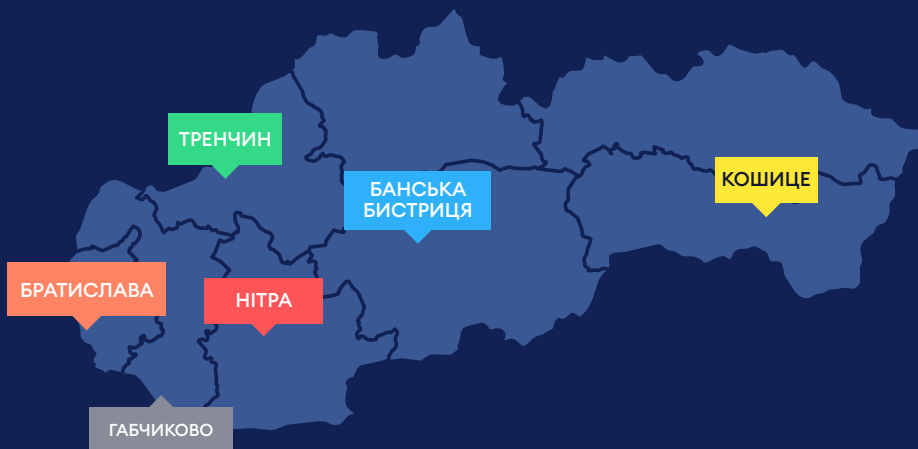 ТРЕНЧИН
КОШИЦЕ
БАНСЬКА
БИСТРИЦЯ
БРАТИСЛАВА
НІТРА
ГАБЧИКОВО